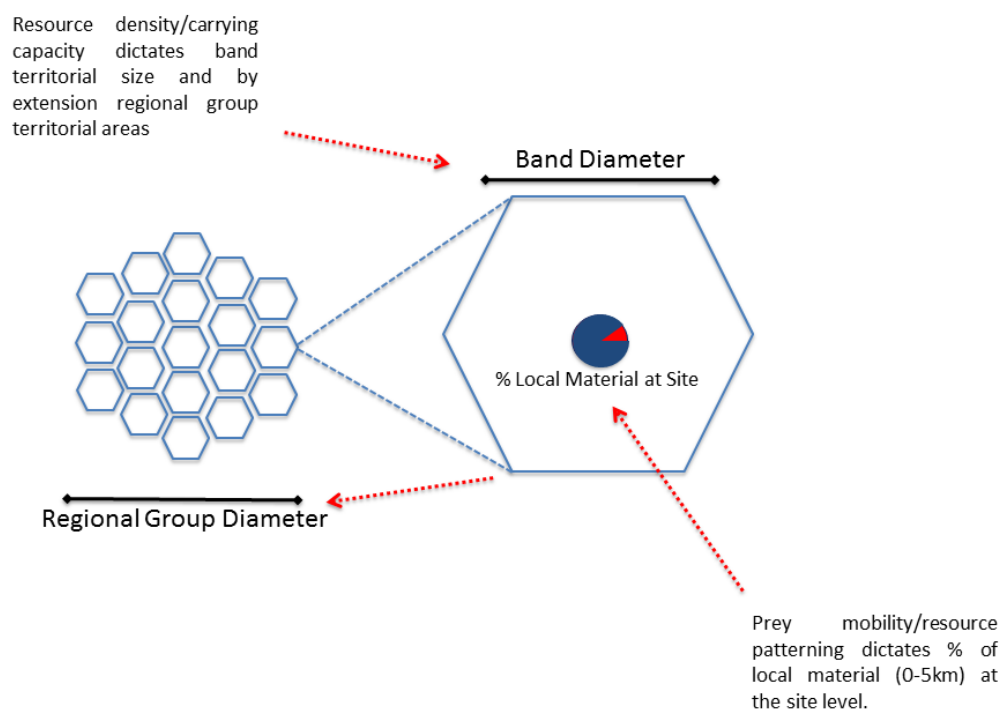 Resource density/carrying
capacity dictates band
territorial size and by
extension regional group
territorial areas
Band Diameter
% Local Material at Site
Regional Group Diameter
Prey mobility/resource
patterning dictates % of
local material (0-5km) at
the site level.